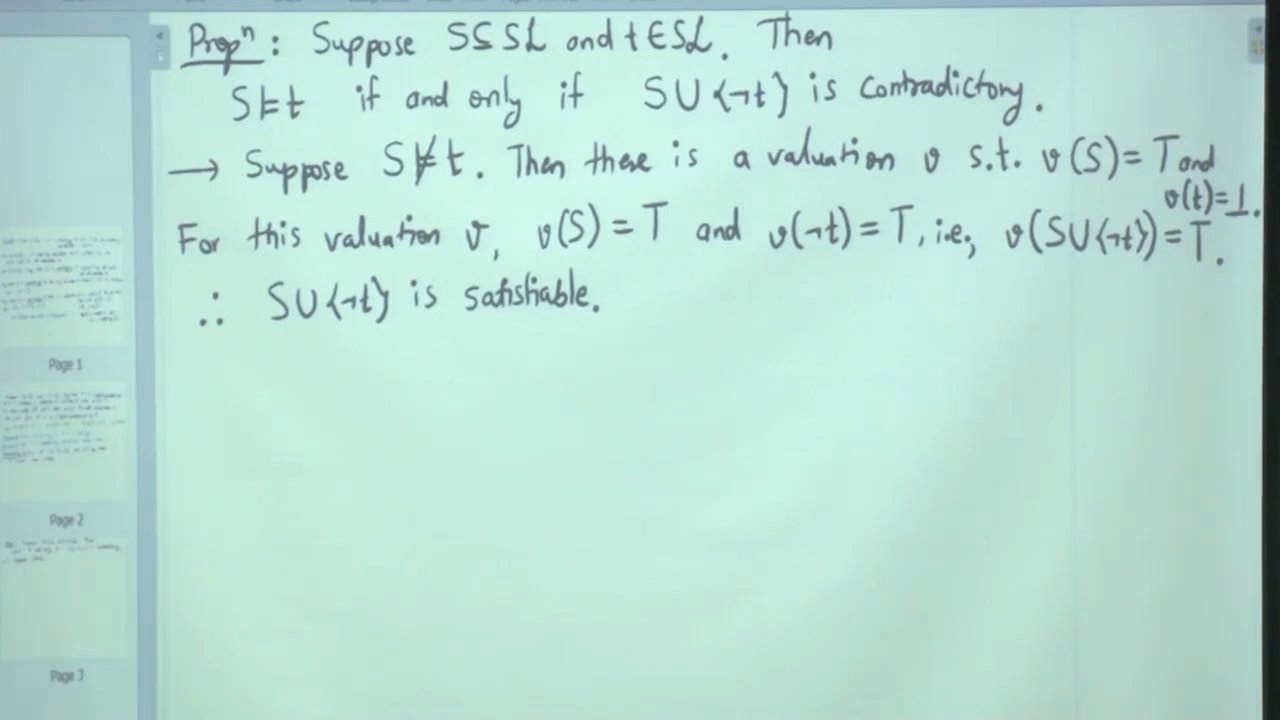 Propⁿ: Suppose S⊆SL and t∈SL. Then
S⊨t if and only if S∪{¬t} is contradictory.
→ Suppose S⊭t. Then there is a valuation v s.t. v(S)=T and
v(t)=⊥.
For this valuation v, v(S)=T and v(¬t)=T, i.e., v(S∪{¬t})=T.
∴ S∪{¬t} is satisfiable.
Page 1
Page 2
Page 3